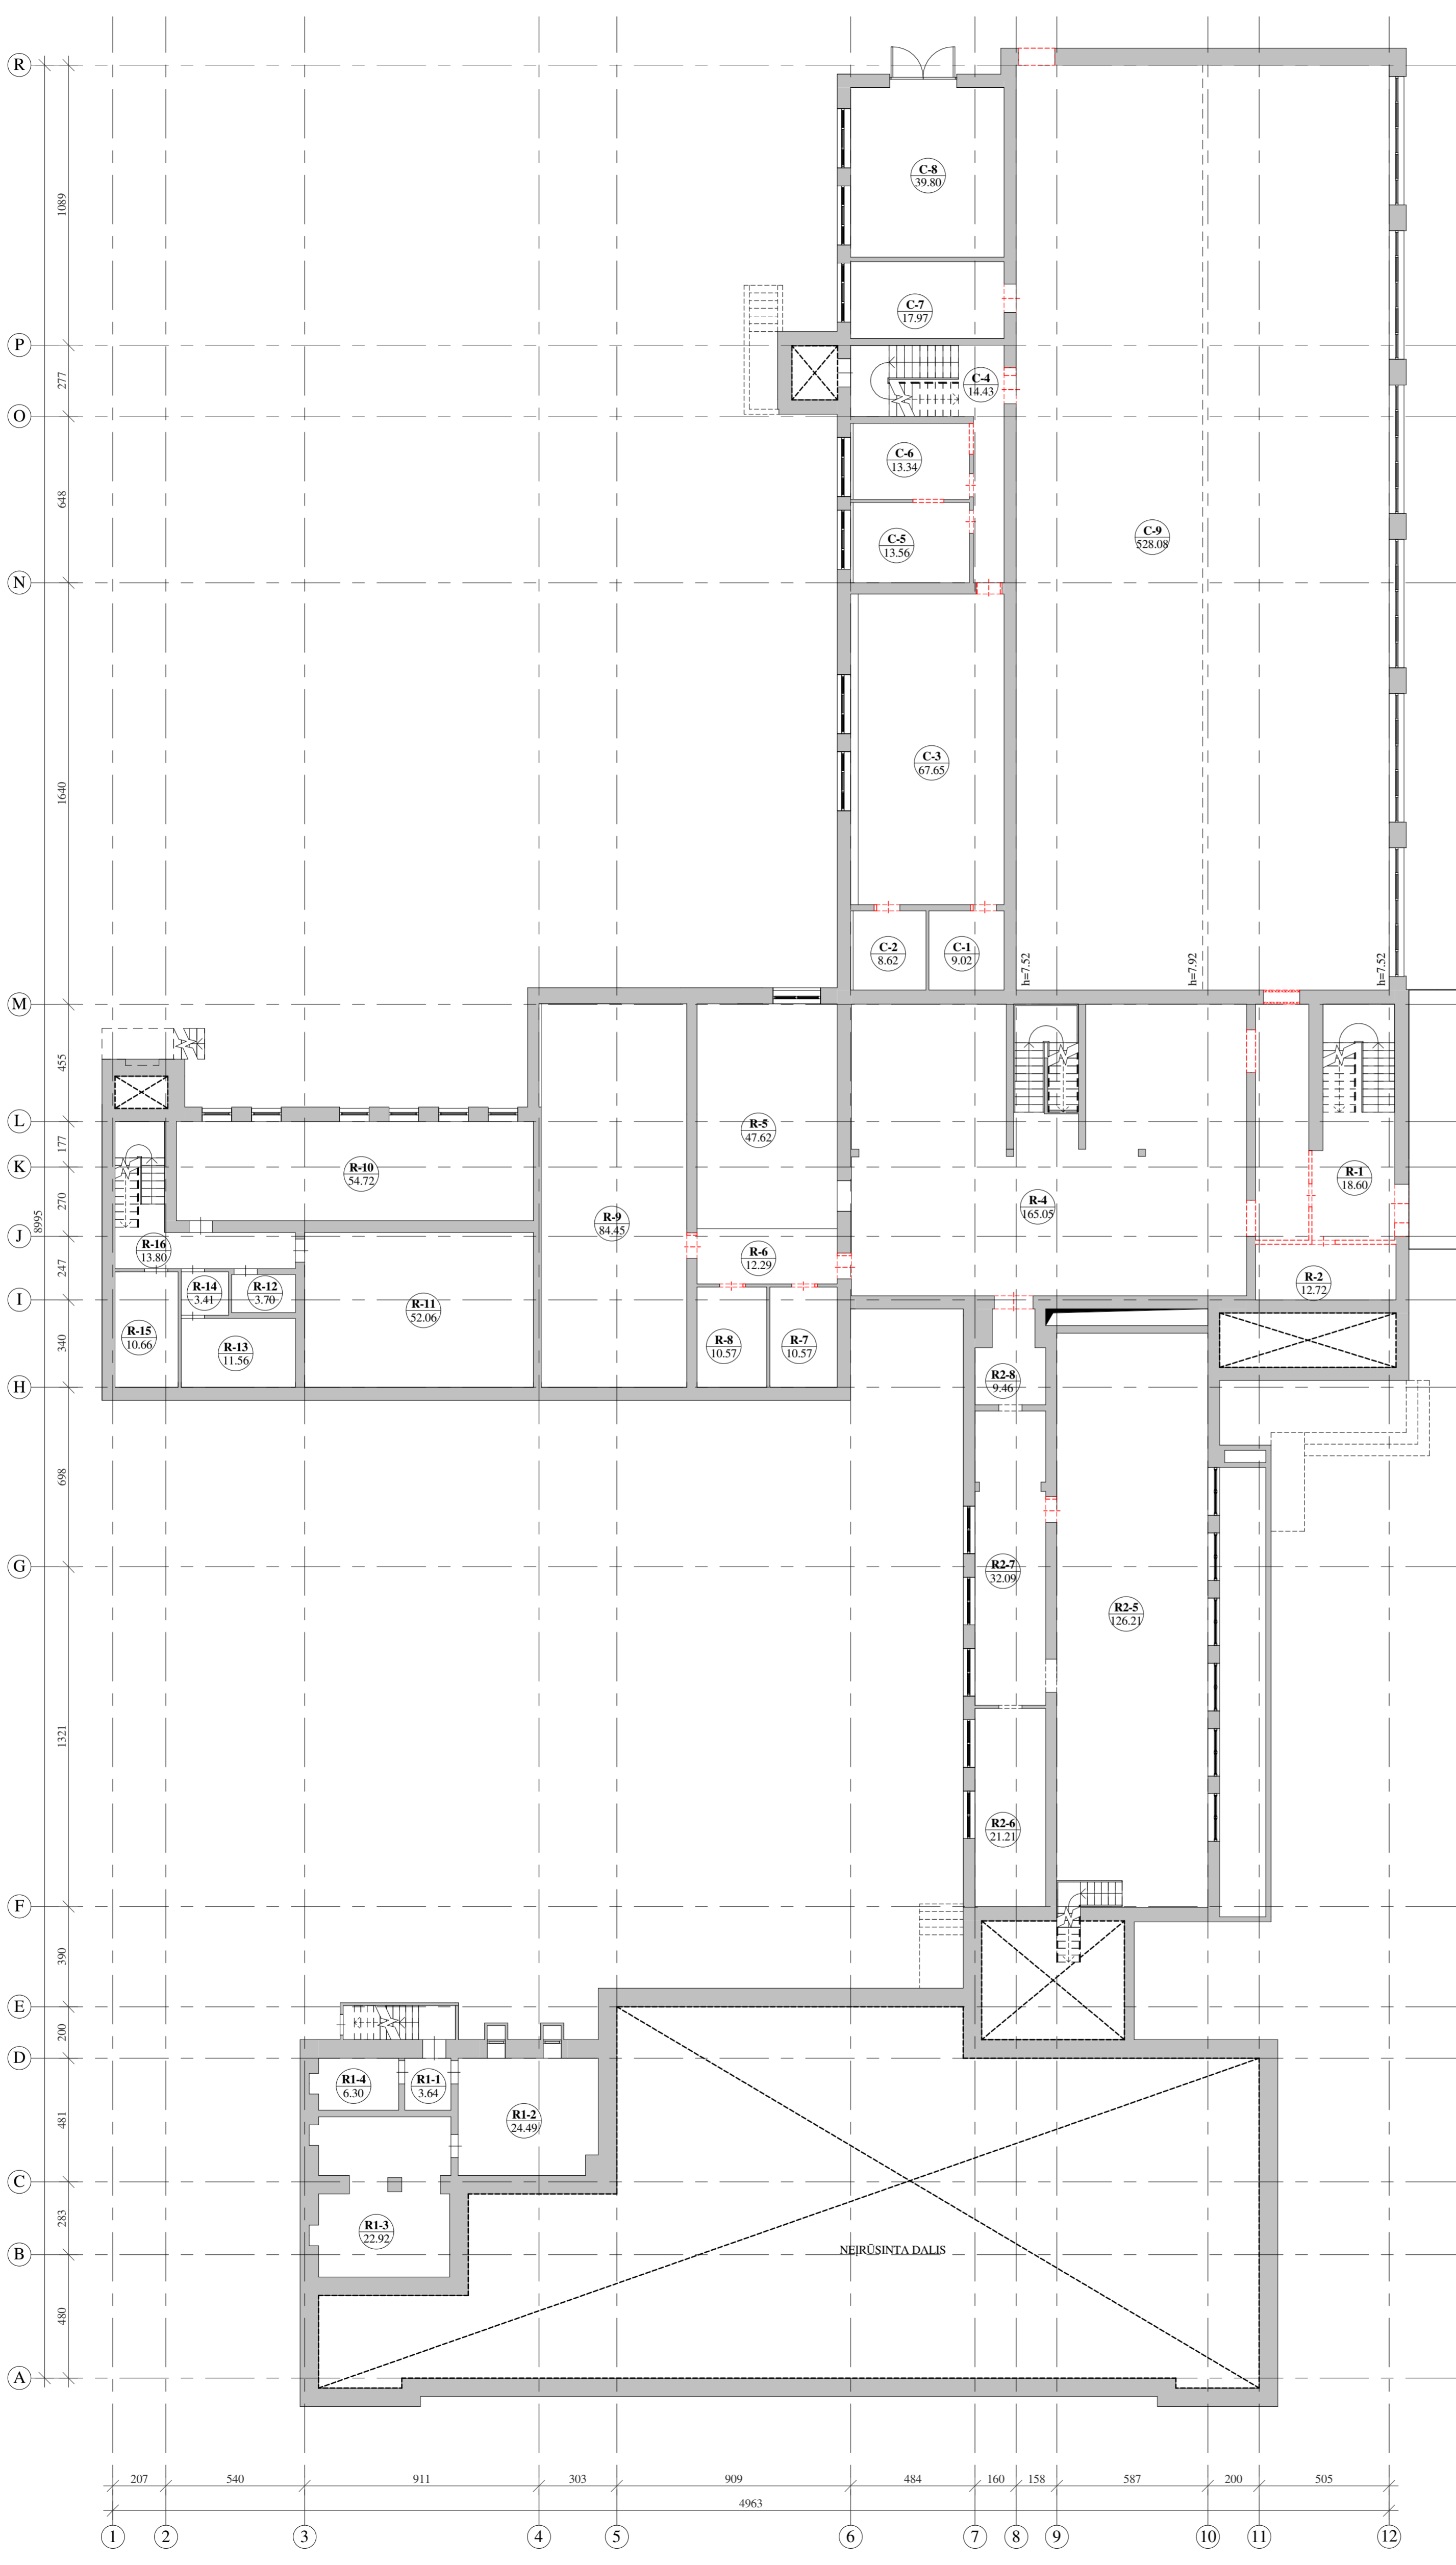 R
1089
C-8
39.80
C-7
17.97
P
277
C-4
14.43
O
C-6
13.34
648
C-9
528.08
C-5
13.56
N
C-3
67.65
1640
C-2
8.62
C-1
9.02
h=7.52
h=7.92
h=7.52
M
455
L
R-5
47.62
177
K
R-10
54.72
R-1
18.60
270
R-4
165.05
8995
R-9
84.45
J
R-16
13.80
R-6
12.29
247
R-14
3.41
R-12
3.70
R-2
12.72
I
R-11
52.06
R-15
10.66
R-13
11.56
R-8
10.57
R-7
10.57
340
H
R2-8
9.46
698
G
R2-7
32.09
R2-5
126.21
1321
R2-6
21.21
F
390
E
200
D
R1-4
6.30
R1-1
3.64
R1-2
24.49
481
C
283
R1-3
22.92
B
NEĮRŪSINTA DALIS
480
A
207 540 911 303 909 484 160 158 587 200 505
4963
1 2 3 4 5 6 7 8 9 10 11 12